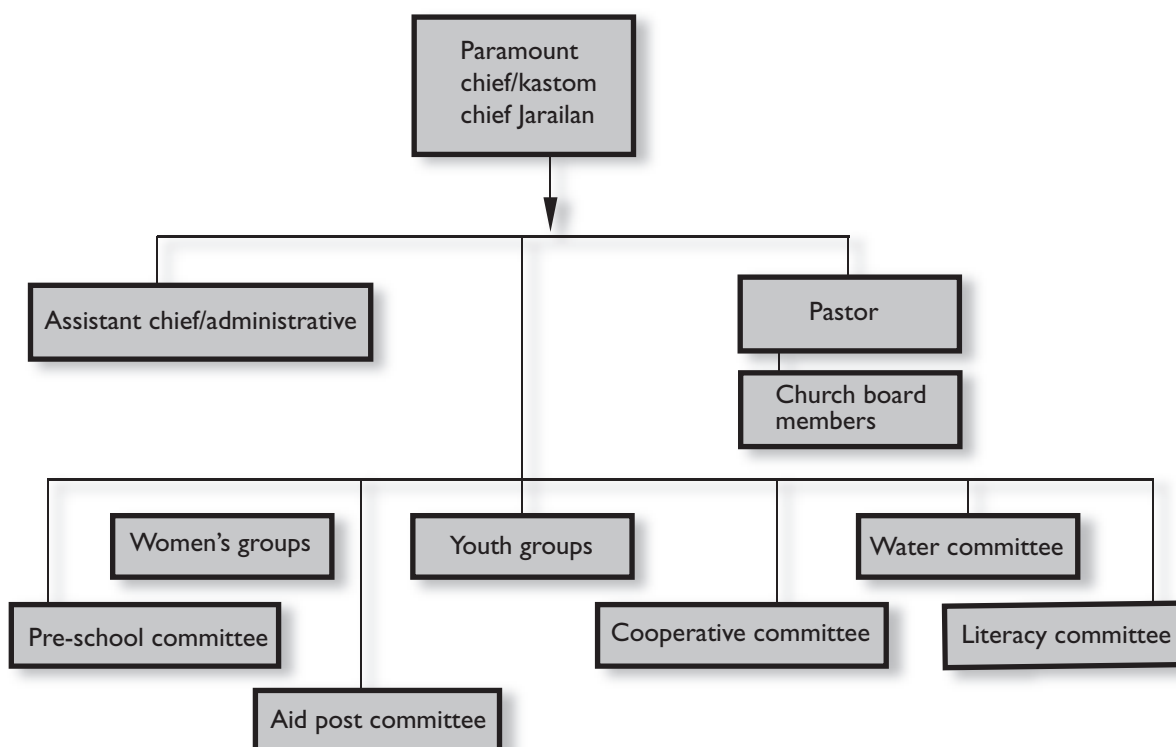 Paramount
chief/kastom
chief Jarailan
Assistant chief/administrative
Pastor
Church board
members
Women's groups
Youth groups
Water committee
Pre-school committee
Cooperative committee
Literacy committee
Aid post committee